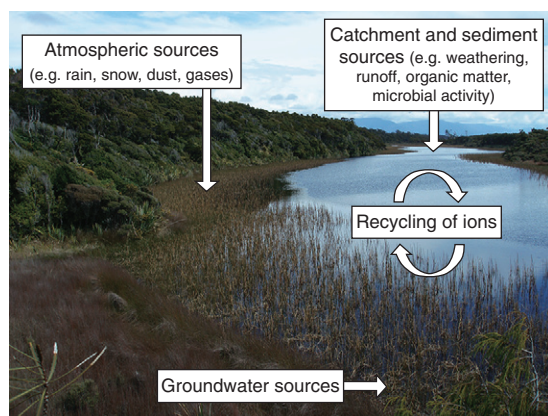 Atmospheric sources
(e.g. rain, snow, dust, gases)
Catchment and sediment
sources (e.g. weathering,
runoff, organic matter,
microbial activity)
Recycling of ions
Groundwater sources